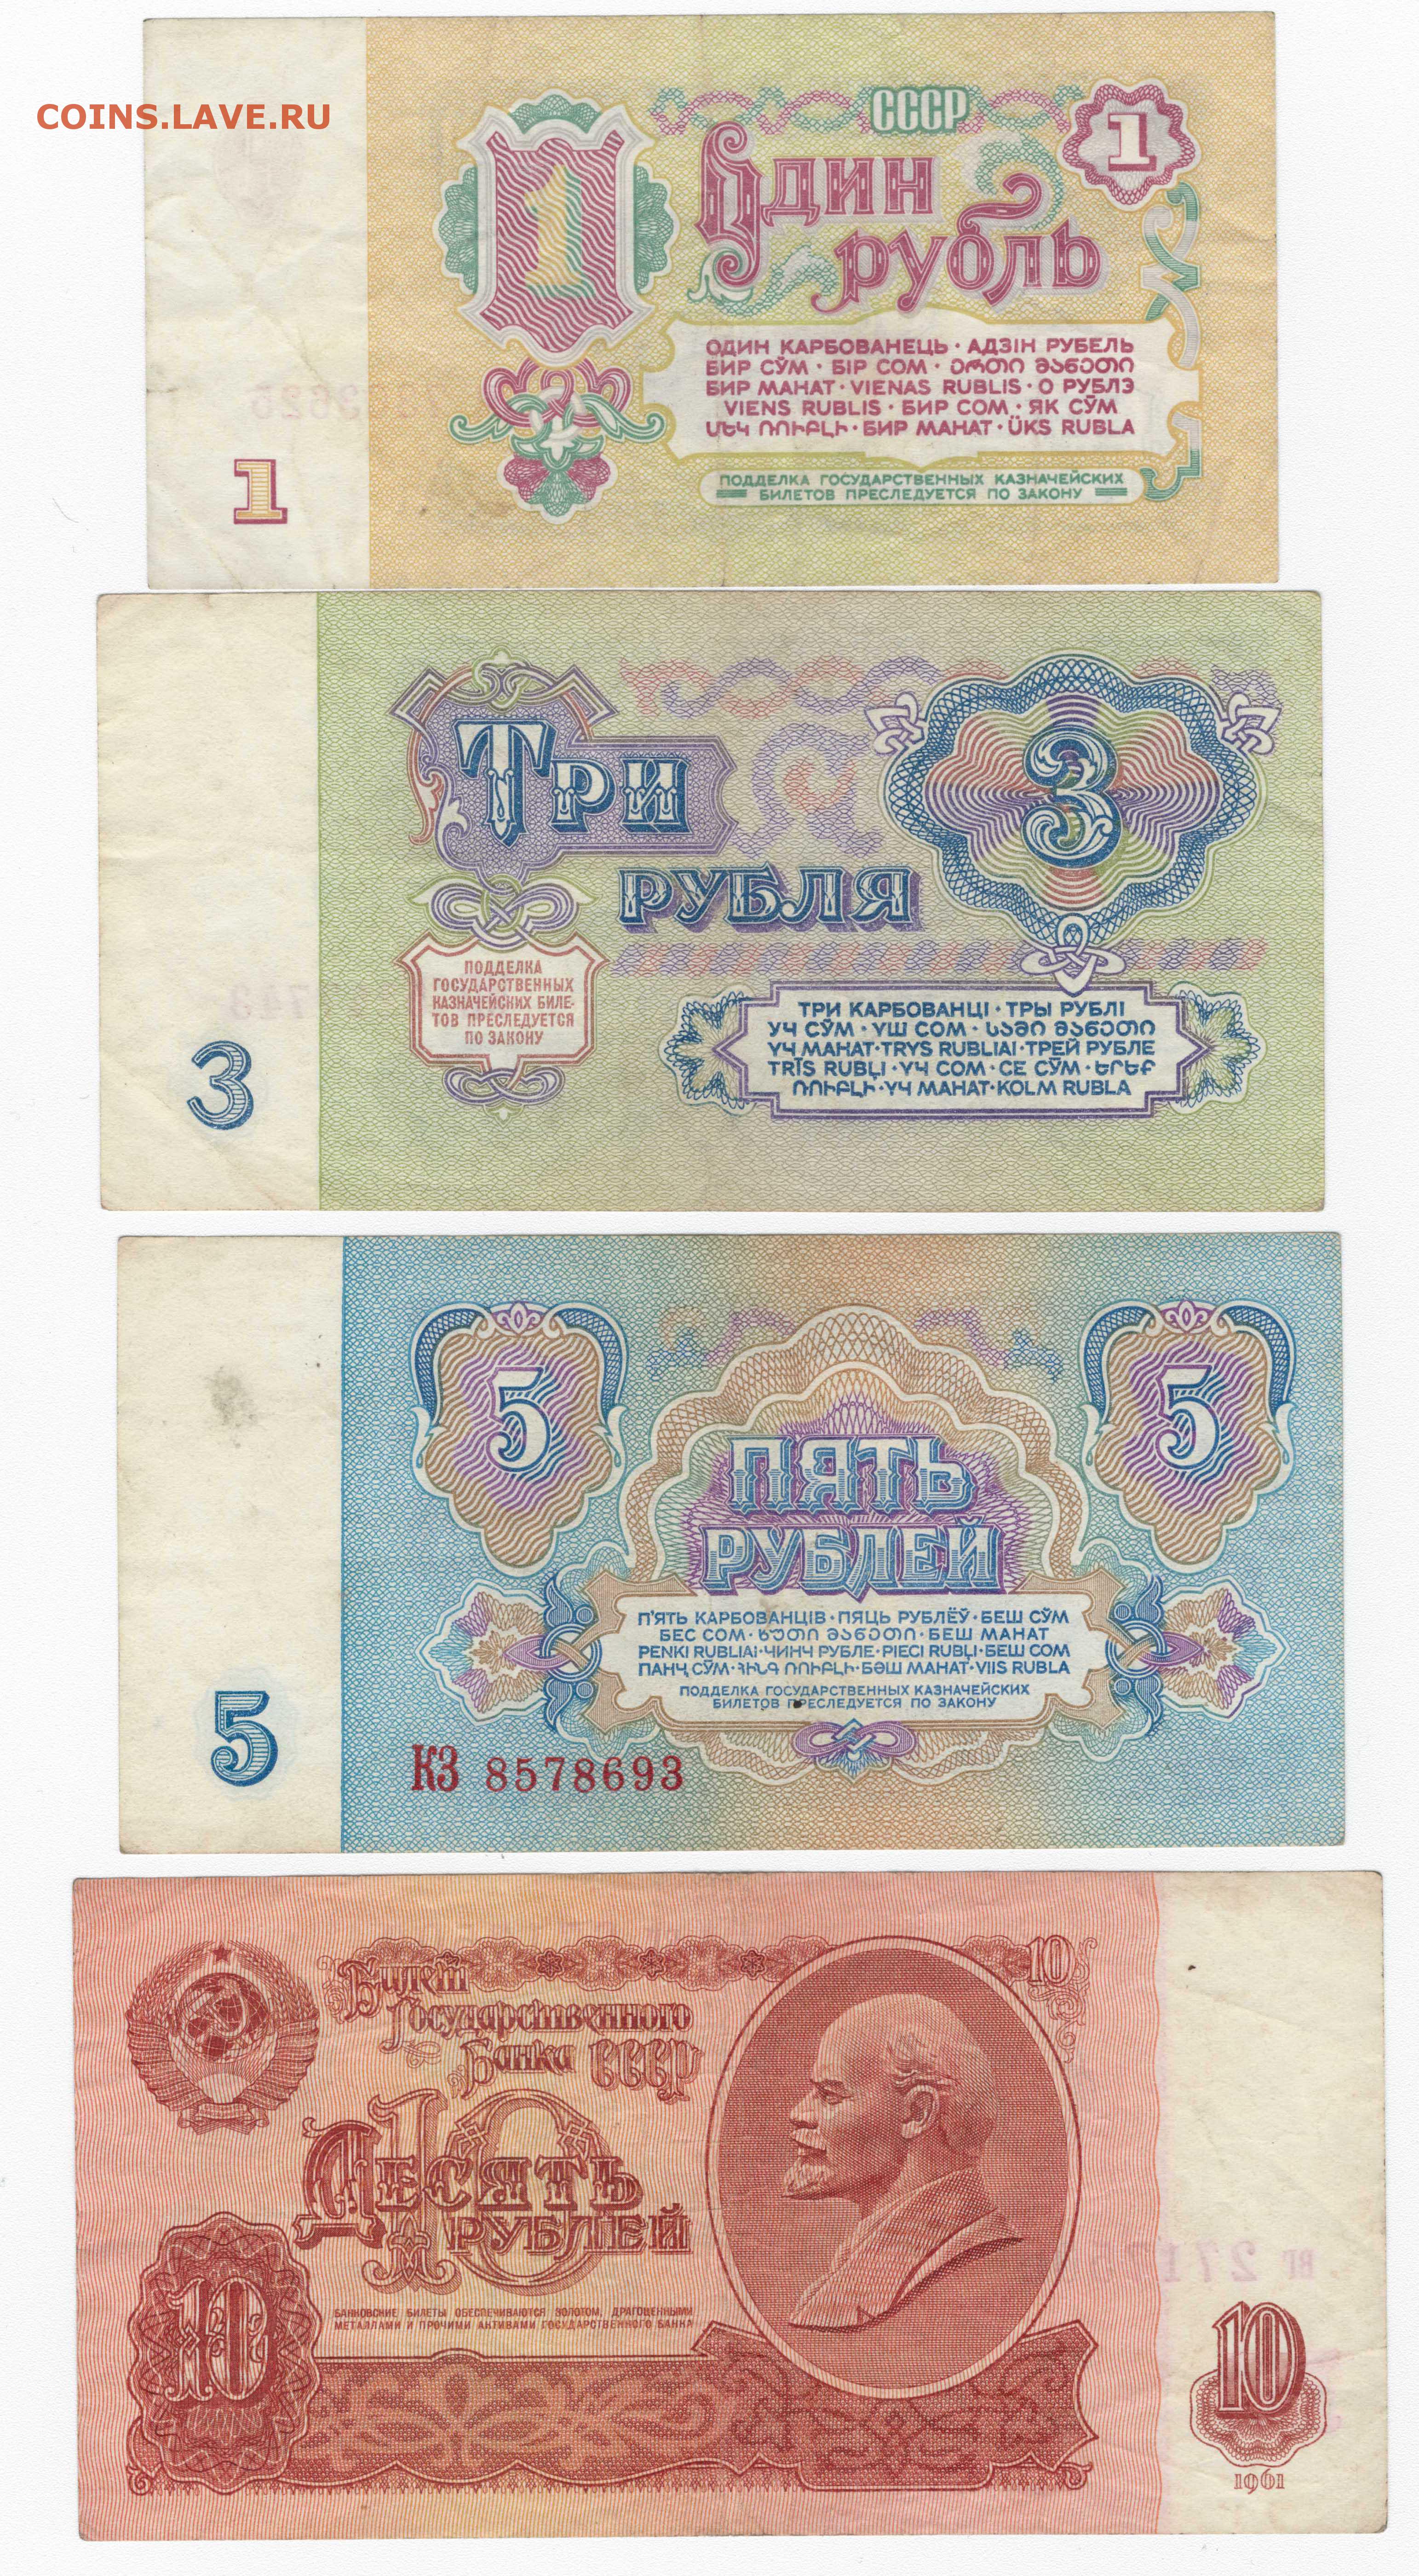 COINS.LAVE.RU
СССР
1
1
Один
рубль
ОДИН КАРБОВАНЕЦЬ · АДЗІН РУБЕЛЬ
БИР СЎМ · БІР СОМ · ᲔᲠᲗᲘ ᲛᲐᲜᲔᲗᲘ
БИР МАНАТ · VIENAS RUBLIS · О РУБЛЭ
VIENS RUBLIS · БИР СОМ · ЯК СӮМ
ՄԵԿ ՌՈՒԲԼԻ · БИР МАНАТ · ÜKS RUBLA
ПОДДЕЛКА ГОСУДАРСТВЕННЫХ КАЗНАЧЕЙСКИХ
БИЛЕТОВ ПРЕСЛЕДУЕТСЯ ПО ЗАКОНУ
1
Три
3
РУБЛЯ
ПОДДЕЛКА
ГОСУДАРСТВЕННЫХ
КАЗНАЧЕЙСКИХ БИЛЕ-
ТОВ ПРЕСЛЕДУЕТСЯ
ПО ЗАКОНУ
ТРИ КАРБОВАНЦІ · ТРЫ РУБЛІ
УЧ СЎМ · ҮШ СОМ · ᲡᲐᲛᲘ ᲛᲐᲜᲔᲗᲘ
ҮЧ МАНАТ · TRYS RUBLIAI · ТРЕЙ РУБЛЕ
TRĪS RUBĻI · ҮЧ СОМ · СЕ СӮМ · ԵՐԵՔ
ՌՈՒԲԼԻ · ҮЧ МАНАТ · KOLM RUBLA
3
5
5
ПЯТЬ
РУБЛЕЙ
П'ЯТЬ КАРБОВАНЦІВ · ПЯЦЬ РУБЛЁЎ · БЕШ СЎМ
БЕС СОМ · ᲮᲣᲗᲘ ᲛᲐᲜᲔᲗᲘ · БЕШ МАНАТ
PENKI RUBLIAI · ЧИНЧ РУБЛЕ · PIECI RUBĻI · БЕШ СОМ
ПАНҶ СӮМ · ՀԻՆԳ ՌՈՒԲԼԻ · БӘШ МАНАТ · VIIS RUBLA
ПОДДЕЛКА ГОСУДАРСТВЕННЫХ КАЗНАЧЕЙСКИХ
БИЛЕТОВ ПРЕСЛЕДУЕТСЯ ПО ЗАКОНУ
5
КЗ 8578693
Билет
Государственного
Банка СССР
10
10
Десять
рублей
БАНКОВСКИЕ БИЛЕТЫ ОБЕСПЕЧИВАЮТСЯ ЗОЛОТОМ, ДРАГОЦЕННЫМИ
МЕТАЛЛАМИ И ПРОЧИМИ АКТИВАМИ ГОСУДАРСТВЕННОГО БАНКА
10
10
1961